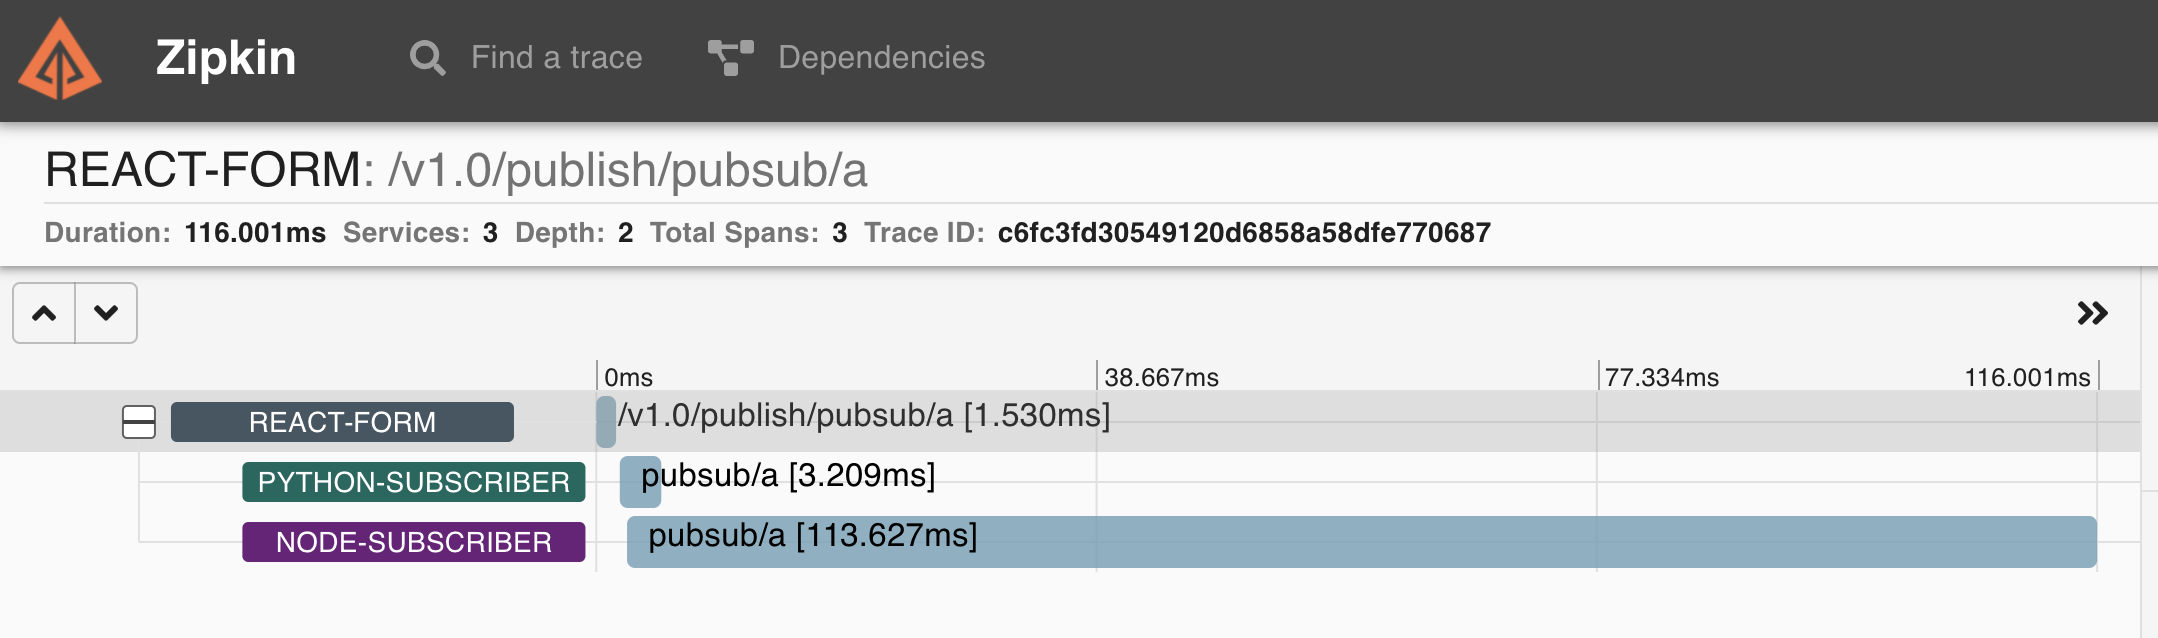 Zipkin Find a trace Dependencies
REACT-FORM: /v1.0/publish/pubsub/a
Duration: 116.001ms Services: 3 Depth: 2 Total Spans: 3 Trace ID: c6fc3fd30549120d6858a58dfe770687
0ms 38.667ms 77.334ms 116.001ms
REACT-FORM /v1.0/publish/pubsub/a [1.530ms]
PYTHON-SUBSCRIBER pubsub/a [3.209ms]
NODE-SUBSCRIBER pubsub/a [113.627ms]